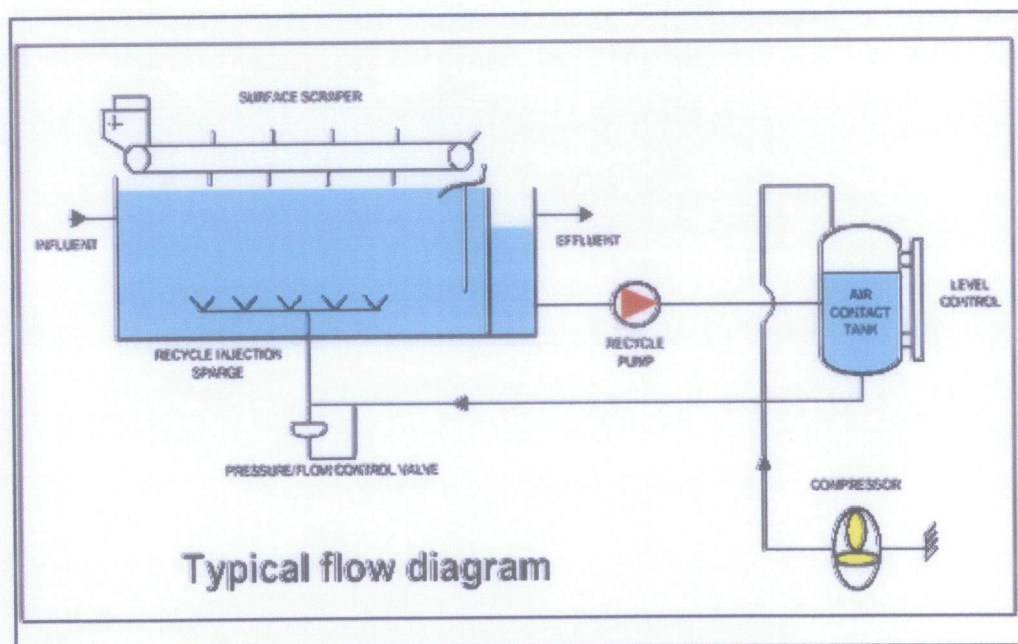 SURFACE SCRAPER
INFLUENT
EFFLUENT
AIR
CONTACT
TANK
LEVEL
CONTROL
RECYCLE
PUMP
RECYCLE INJECTION
SPARGE
PRESSURE/FLOW CONTROL VALVE
COMPRESSOR
Typical flow diagram